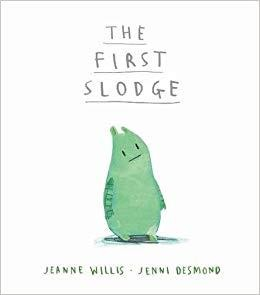 THE
FIRST
SLODGE
JEANNE WILLIS · JENNI DESMOND